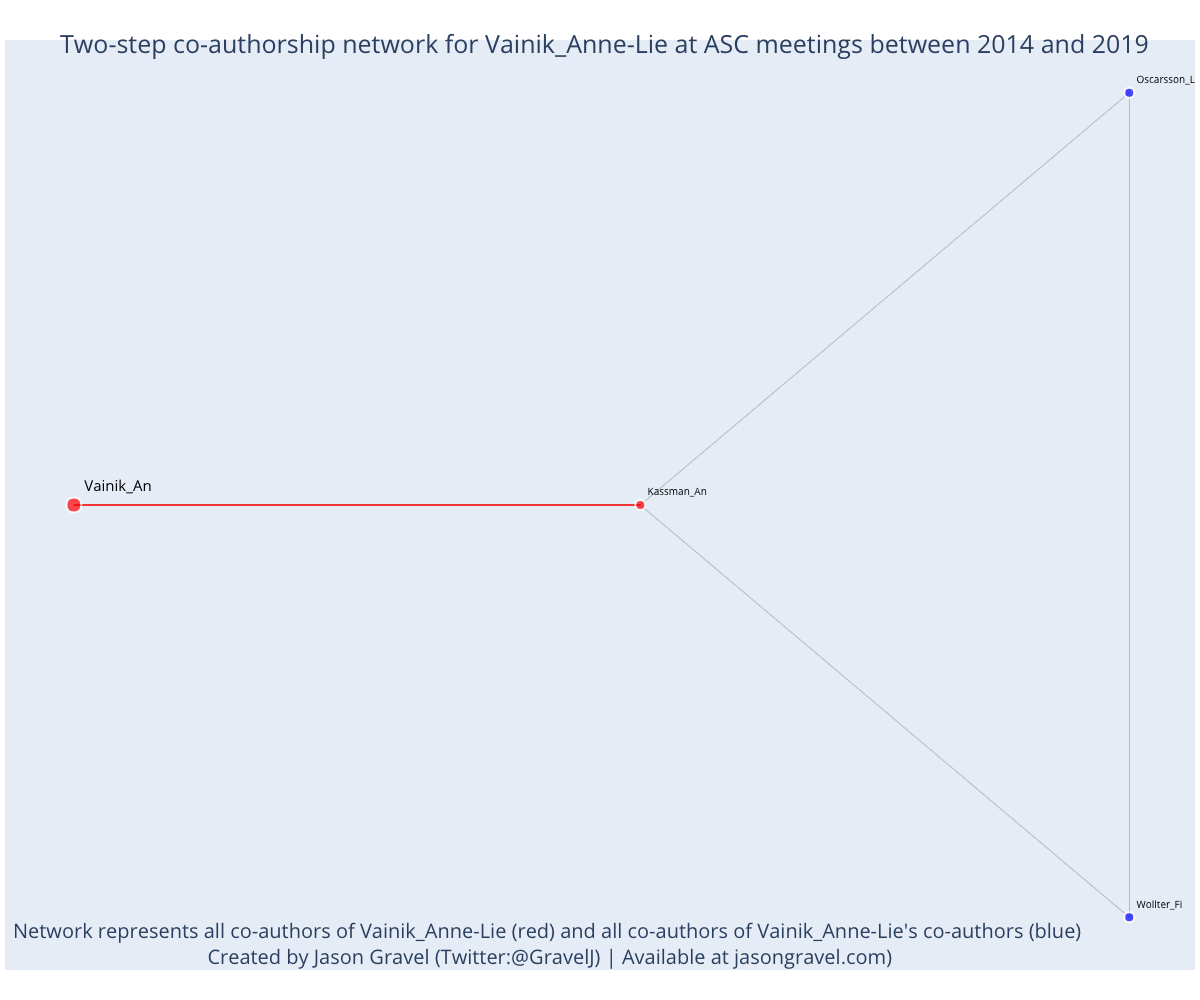 Two-step co-authorship network for Vainik_Anne-Lie at ASC meetings between 2014 and 2019
Oscarsson_L
Vainik_An
Kassman_An
Wollter_Fi
Network represents all co-authors of Vainik_Anne-Lie (red) and all co-authors of Vainik_Anne-Lie's co-authors (blue)
Created by Jason Gravel (Twitter:@GravelJ) | Available at jasongravel.com)